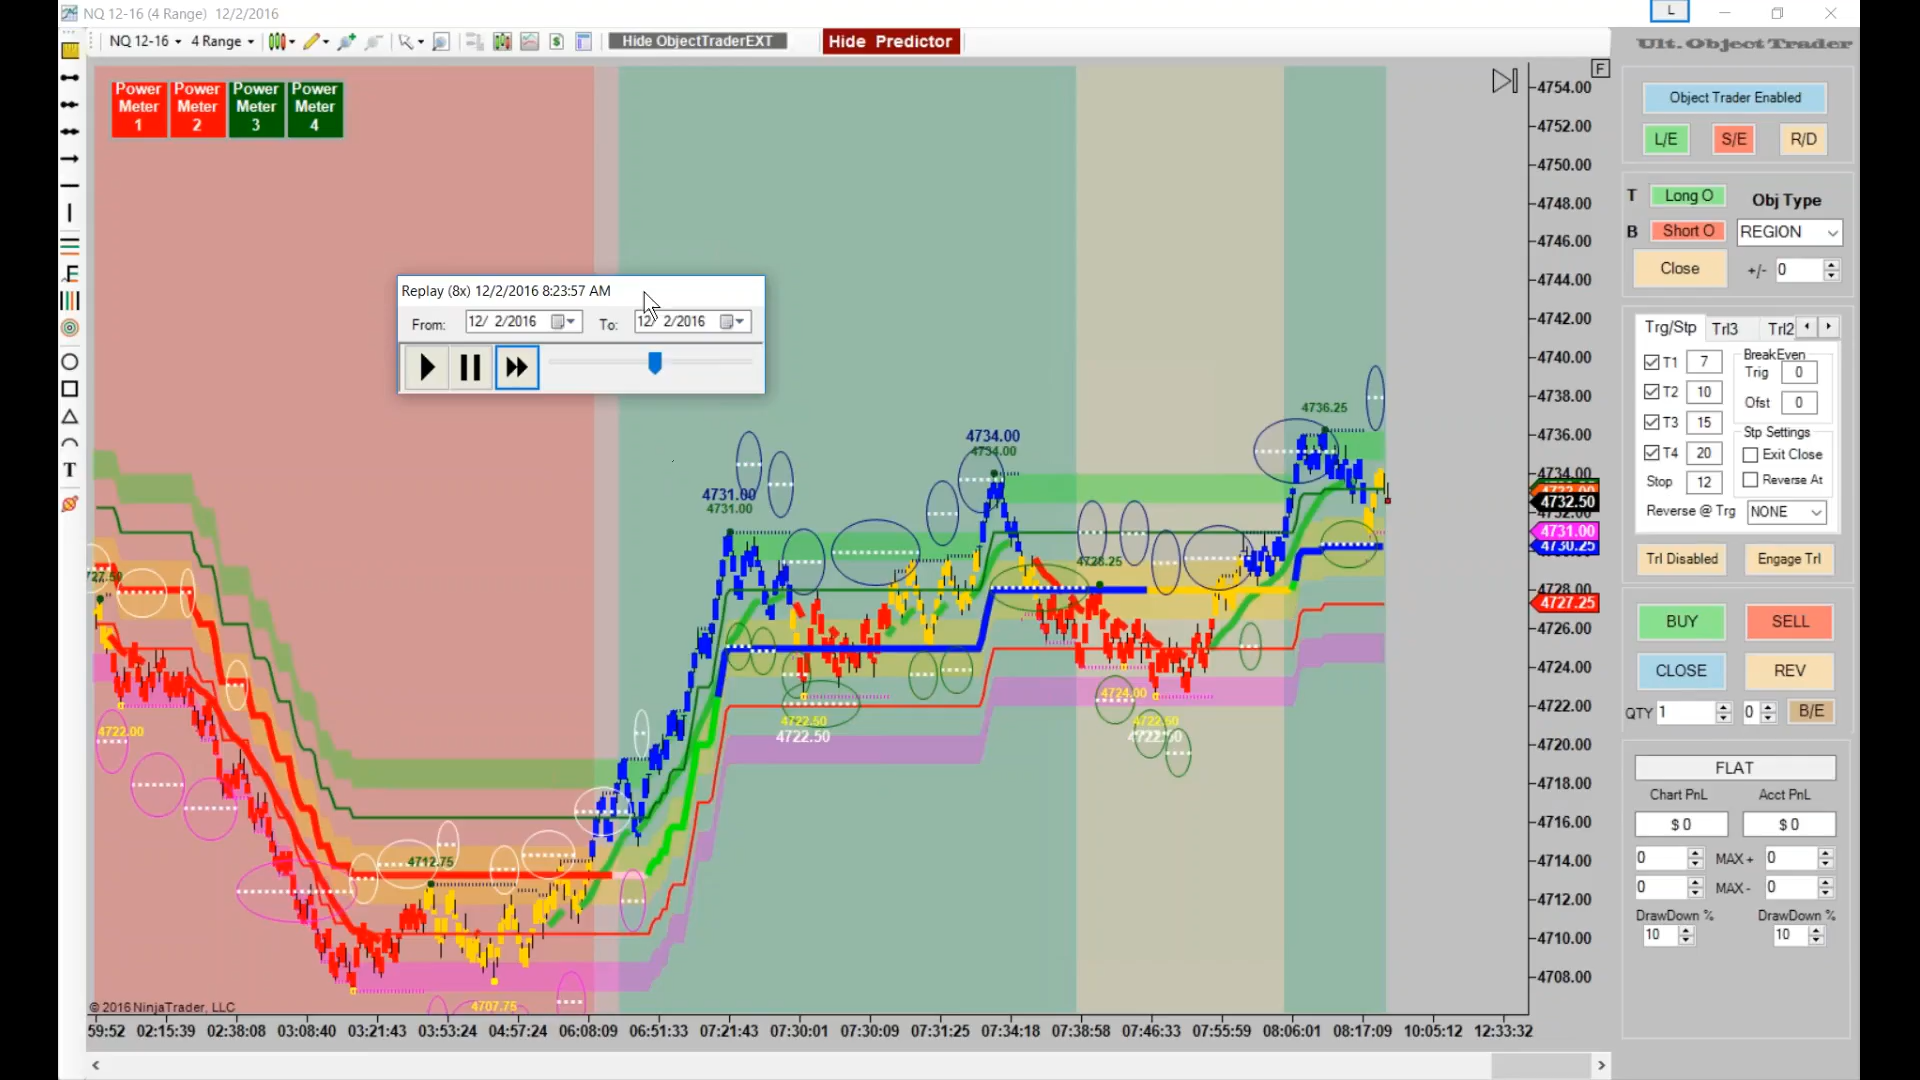 NQ 12-16 (4 Range)  12/2/2016
L
NQ 12-16
4 Range
Hide ObjectTraderEXT
Hide Predictor
Ult. Object Trader
F
Power Meter 1
Power Meter 2
Power Meter 3
Power Meter 4
Replay (8x) 12/2/2016 8:23:57 AM
From: 12/ 2/2016
To: 12/ 2/2016
4736.25
4734.00
4734.00
4731.00
4731.00
4728.25
4712.75
4722.00
4722.50
4722.50
4724.00
4722.50
4722.50
4707.75
© 2016 NinjaTrader, LLC
4754.00
4752.00
4750.00
4748.00
4746.00
4744.00
4742.00
4740.00
4738.00
4736.00
4734.00
4732.50
4732.00
4731.00
4730.25
4728.00
4727.25
4726.00
4724.00
4722.00
4720.00
4718.00
4716.00
4714.00
4712.00
4710.00
4708.00
59:52 02:15:39 02:38:08 03:08:40 03:21:43 03:53:24 04:57:24 06:08:09 06:51:33 07:21:43 07:30:01 07:30:09 07:31:25 07:34:18 07:38:58 07:46:33 07:55:59 08:06:01 08:17:09 10:05:12 12:33:32
Object Trader Enabled
L/E S/E R/D
T Long O Obj Type
B Short O REGION
Close +/- 0
Trg/Stp Trl3 Trl2
T1 7 BreakEven
Trig 0
T2 10
Ofst 0
T3 15 Stp Settings
T4 20 Exit Close
Stop 12 Reverse At
Reverse @ Trg NONE
Trl Disabled Engage Trl
BUY SELL
CLOSE REV
QTY 1 0 B/E
FLAT
Chart PnL Acct PnL
$ 0 $ 0
0 MAX + 0
0 MAX - 0
DrawDown % DrawDown %
10 10